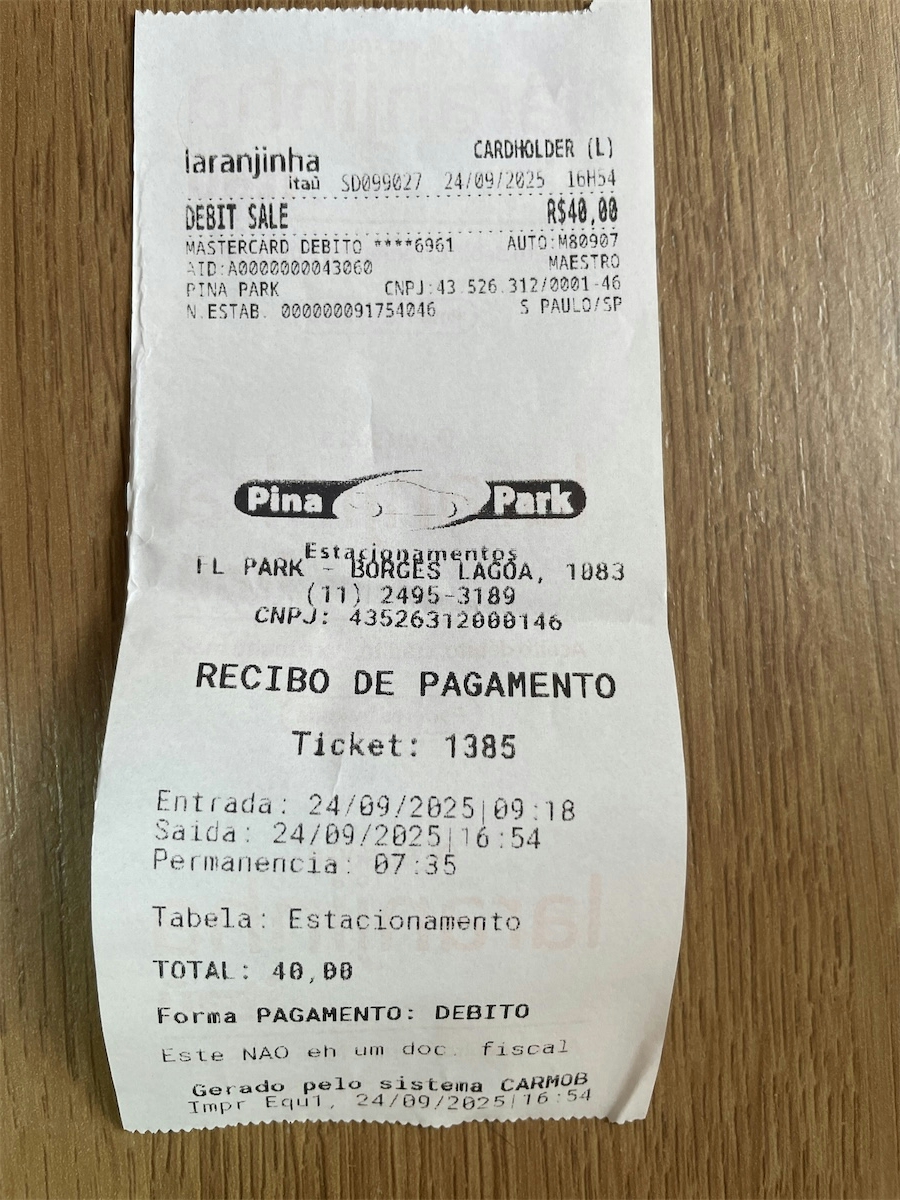 laranjinha CARDHOLDER (L)
itaú SD099027 24/09/2025 16H54
DEBIT SALE R$40,00
MASTERCARD DEBITO ****6961 AUTO:M80907
AID:A0000000043060 MAESTRO
PINA PARK CNPJ:43.526.312/0001-46
N.ESTAB. 000000091754046 S PAULO/SP
Pina Park
Estacionamentos
FL PARK - BORGES LAGOA, 1083
(11) 2495-3189
CNPJ: 43526312000146
RECIBO DE PAGAMENTO
Ticket: 1385
Entrada: 24/09/2025|09:18
Saida: 24/09/2025|16:54
Permanencia: 07:35
Tabela: Estacionamento
TOTAL: 40,00
Forma PAGAMENTO: DEBITO
Este NAO eh um doc. fiscal
Gerado pelo sistema CARMOB
Impr Equ1, 24/09/2025|16:54